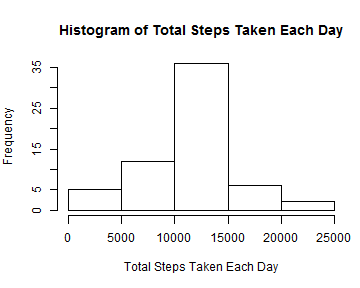 Histogram of Total Steps Taken Each Day
Frequency
35
25
15
5
0
0 5000 10000 15000 20000 25000
Total Steps Taken Each Day